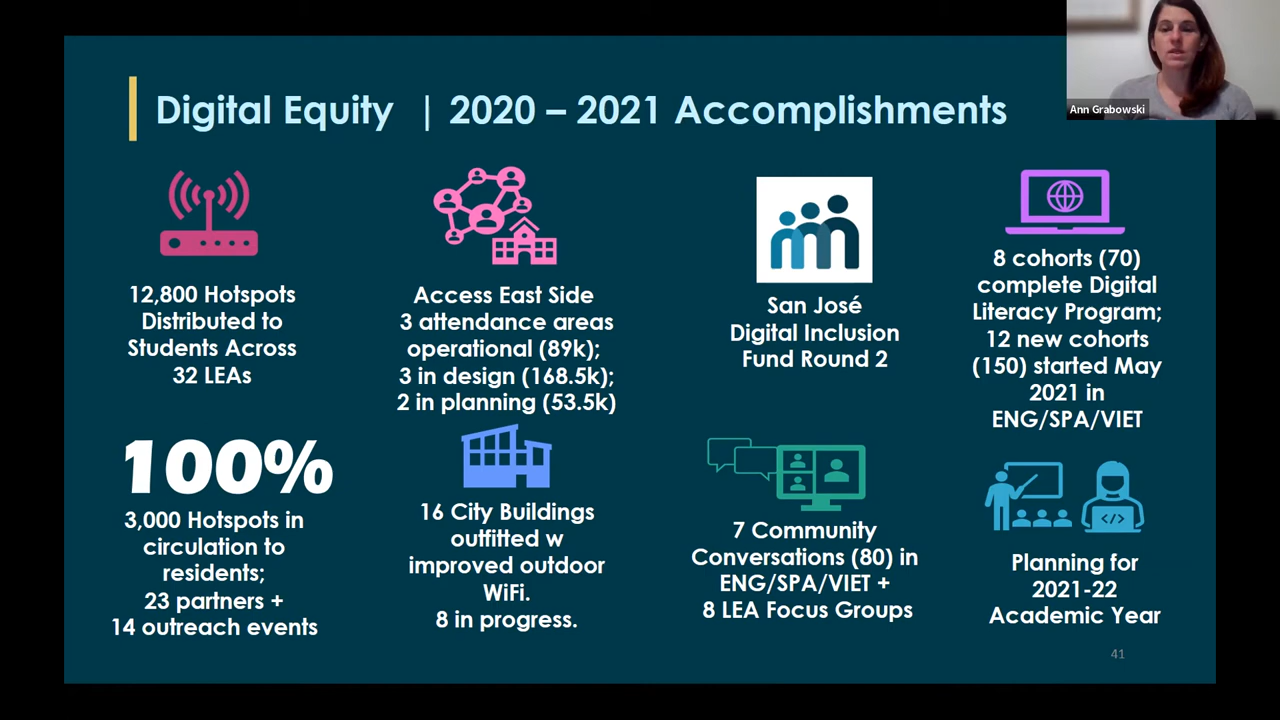 Ann Grabowski
Digital Equity | 2020 – 2021 Accomplishments
12,800 Hotspots
Distributed to
Students Across
32 LEAs
Access East Side
3 attendance areas
operational (89k);
3 in design (168.5k);
2 in planning (53.5k)
San José
Digital Inclusion
Fund Round 2
8 cohorts (70)
complete Digital
Literacy Program;
12 new cohorts
(150) started May
2021 in
ENG/SPA/VIET
100%
3,000 Hotspots in
circulation to
residents;
23 partners +
14 outreach events
16 City Buildings
outfitted w
improved outdoor
WiFi.
8 in progress.
7 Community
Conversations (80) in
ENG/SPA/VIET +
8 LEA Focus Groups
</>
Planning for
2021-22
Academic Year
41